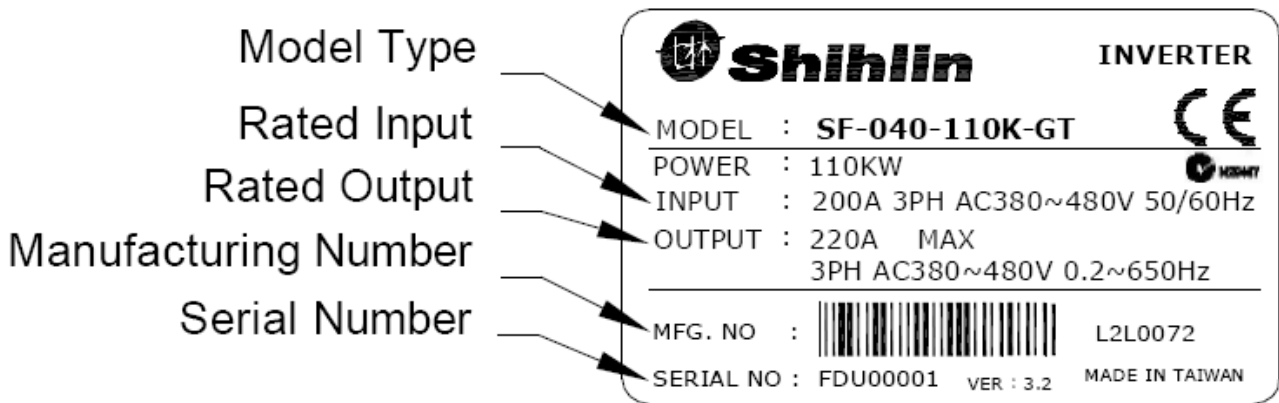 Model Type
Rated Input
Rated Output
Manufacturing Number
Serial Number
Shihlin INVERTER
MODEL : SF-040-110K-GT CE
POWER : 110KW
INPUT : 200A 3PH AC380~480V 50/60Hz
OUTPUT : 220A MAX
3PH AC380~480V 0.2~650Hz
MFG. NO : L2L0072
SERIAL NO : FDU00001 VER : 3.2 MADE IN TAIWAN